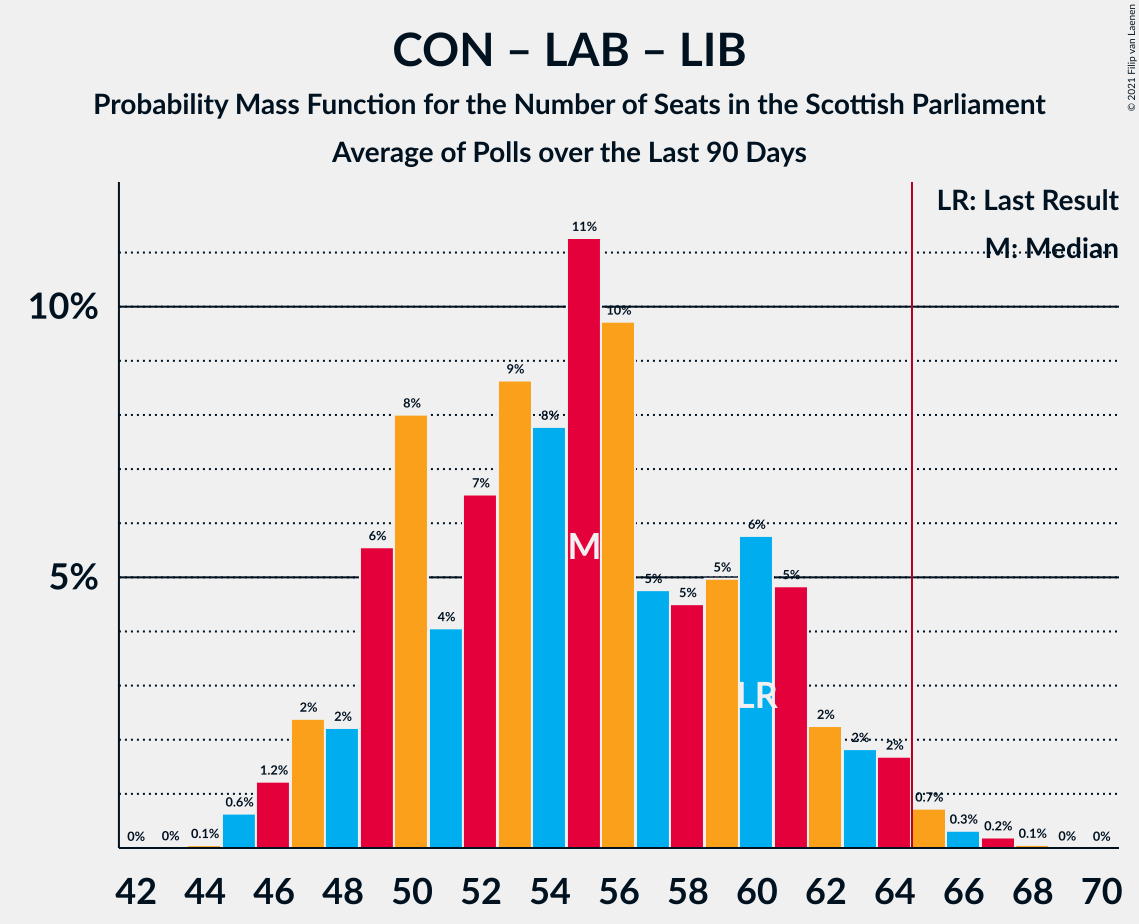 CON – LAB – LIB
Probability Mass Function for the Number of Seats in the Scottish Parliament
Average of Polls over the Last 90 Days
© 2021 Filip van Laenen
LR: Last Result
M: Median
10%
5%
0% 0% 0.1% 0.6% 1.2% 2% 2% 6% 8% 4% 7% 9% 8% 11% 10% 5% 5% 5% 6% 5% 2% 2% 2% 0.7% 0.3% 0.2% 0.1% 0% 0%
M
LR
42 44 46 48 50 52 54 56 58 60 62 64 66 68 70